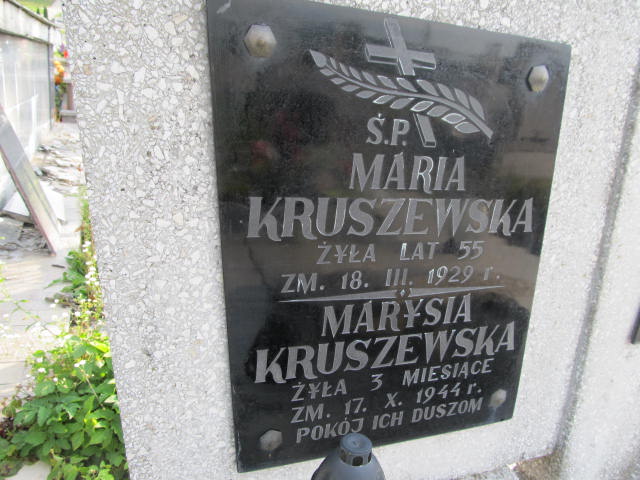 Ś.P.
MARIA
KRUSZEWSKA
ŻYŁA LAT 55
ZM. 18. III. 1929 r.
MARYSIA
KRUSZEWSKA
ŻYŁA 3 MIESIĄCE
ZM. 17. X. 1944 r.
POKÓJ ICH DUSZOM